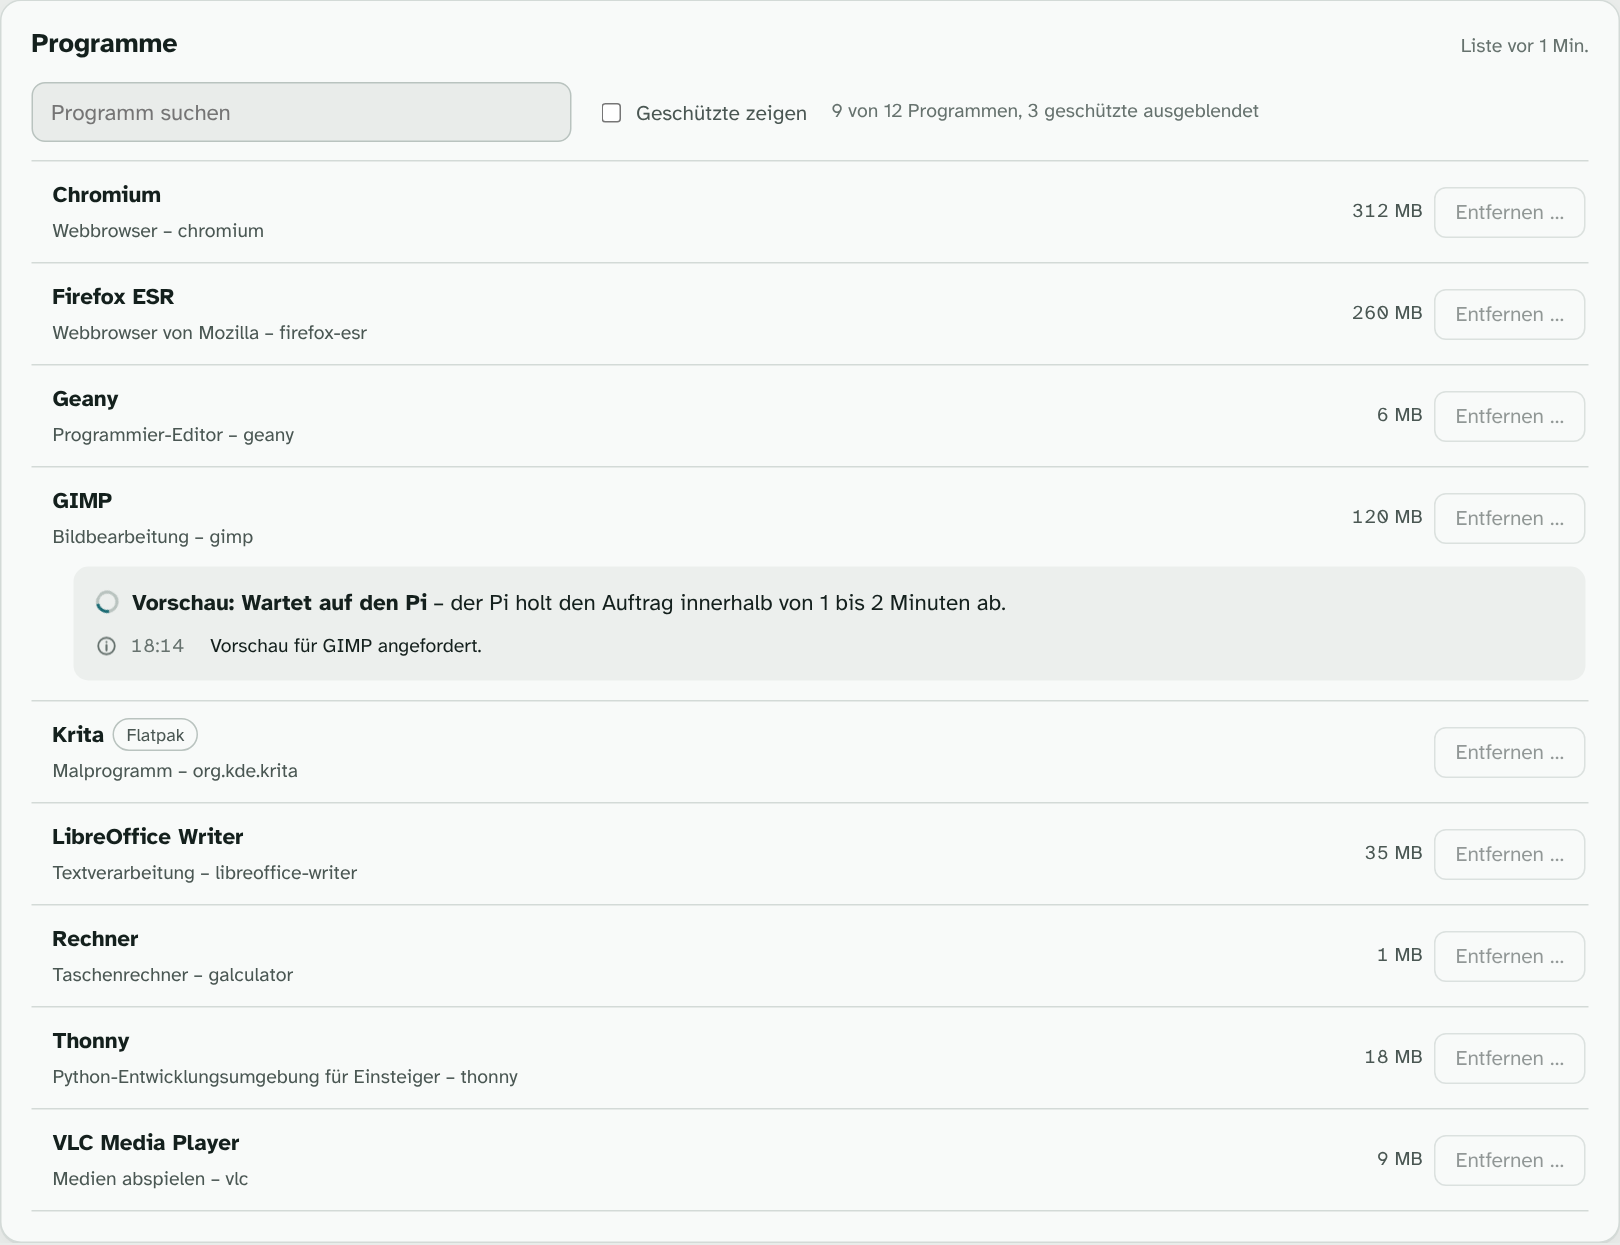 Programme
Liste vor 1 Min.
Programm suchen
Geschützte zeigen
9 von 12 Programmen, 3 geschützte ausgeblendet
Chromium
Webbrowser – chromium
312 MB
Entfernen ...
Firefox ESR
Webbrowser von Mozilla – firefox-esr
260 MB
Entfernen ...
Geany
Programmier-Editor – geany
6 MB
Entfernen ...
GIMP
Bildbearbeitung – gimp
120 MB
Entfernen ...
Vorschau: Wartet auf den Pi – der Pi holt den Auftrag innerhalb von 1 bis 2 Minuten ab.
18:14 Vorschau für GIMP angefordert.
Krita Flatpak
Malprogramm – org.kde.krita
Entfernen ...
LibreOffice Writer
Textverarbeitung – libreoffice-writer
35 MB
Entfernen ...
Rechner
Taschenrechner – galculator
1 MB
Entfernen ...
Thonny
Python-Entwicklungsumgebung für Einsteiger – thonny
18 MB
Entfernen ...
VLC Media Player
Medien abspielen – vlc
9 MB
Entfernen ...